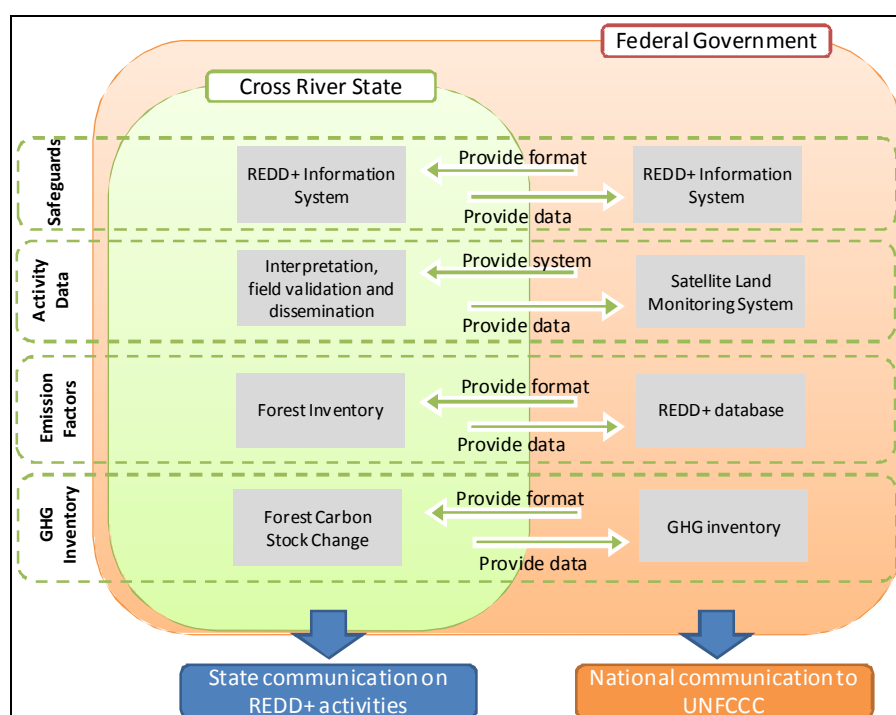 Federal Government
Cross River State
Safeguards
REDD+ Information
System
Provide format
Provide data
REDD+ Information
System
Activity
Data
Interpretation,
field validation and
dissemination
Provide system
Provide data
Satellite Land
Monitoring System
Emission
Factors
Forest Inventory
Provide format
Provide data
REDD+ database
GHG
Inventory
Forest Carbon
Stock Change
Provide format
Provide data
GHG inventory
State communication on
REDD+ activities
National communication to
UNFCCC